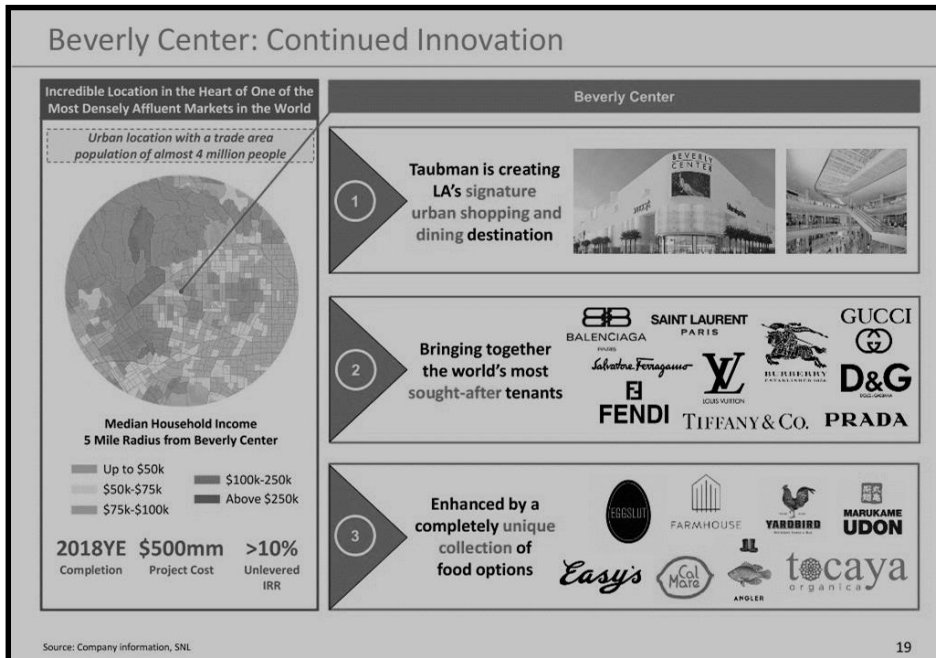 Beverly Center: Continued Innovation
Incredible Location in the Heart of One of the
Most Densely Affluent Markets in the World
Urban location with a trade area
population of almost 4 million people
Median Household Income
5 Mile Radius from Beverly Center
Up to $50k
$50k-$75k
$75k-$100k
$100k-250k
Above $250k
2018YE
Completion
$500mm
Project Cost
>10%
Unlevered
IRR
Beverly Center
1
Taubman is creating
LA's signature
urban shopping and
dining destination
BEVERLY
CENTER
2
Bringing together
the world's most
sought-after tenants
BALENCIAGA
PARIS
SAINT LAURENT
PARIS
BURBERRY
ESTABLISHED 1856
GUCCI
Salvatore Ferragamo
LV
LOUIS VUITTON
D&G
DOLCE & GABBANA
FENDI
TIFFANY & CO.
PRADA
3
Enhanced by a
completely unique
collection of
food options
EGGSLUT
FARMHOUSE
YARDBIRD
MARUKAME
UDON
Easy's
Cal
Mare
ANGLER
tocaya
organica
Source: Company information, SNL
19